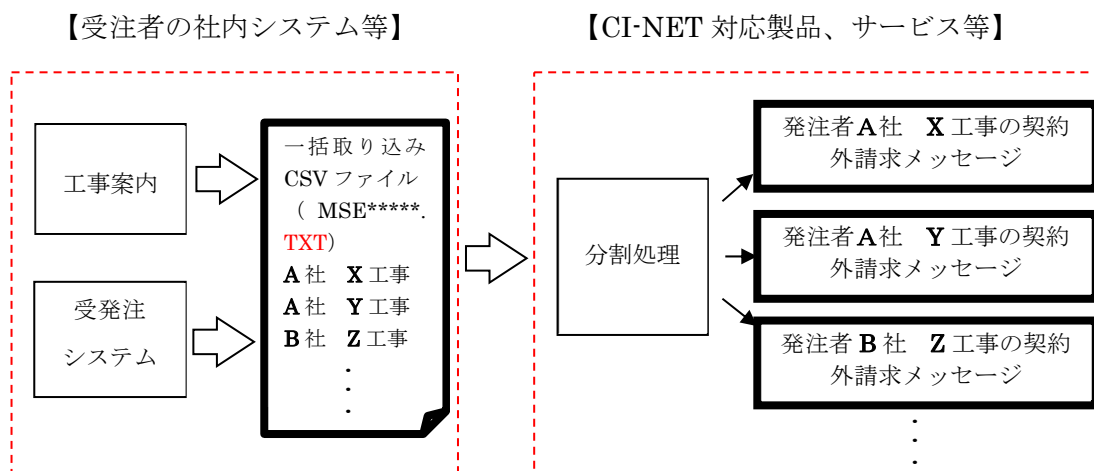 【受注者の社内システム等】
【CI-NET 対応製品、サービス等】
工事案内
受発注
システム
一括取り込み
CSV ファイル
( MSE*****.
TXT)
A 社 X 工事
A 社 Y 工事
B 社 Z 工事
・
・
・
分割処理
発注者 A 社 X 工事の契約
外請求メッセージ
発注者 A 社 Y 工事の契約
外請求メッセージ
発注者 B 社 Z 工事の契約
外請求メッセージ
・
・
・